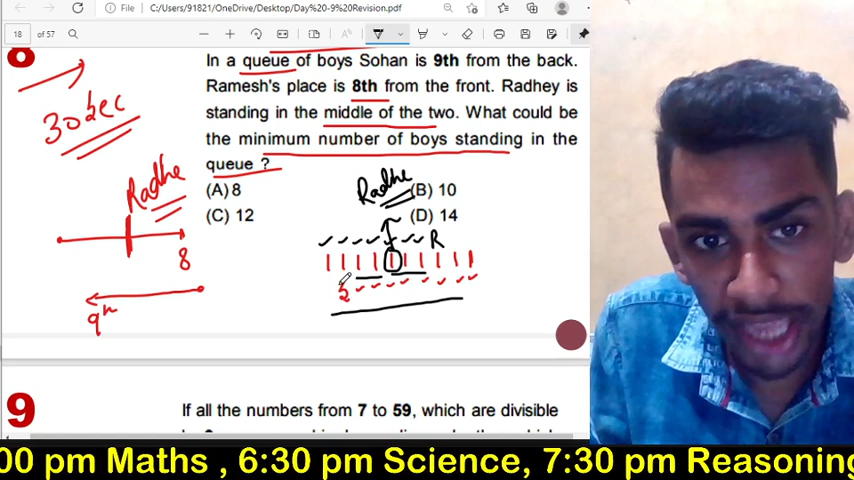 C:/Users/91821/OneDrive/Desktop/Day%20-9%20Revision.pdf
18 of 57
8
In a queue of boys Sohan is 9th from the back.
Ramesh's place is 8th from the front. Radhey is
standing in the middle of the two. What could be
the minimum number of boys standing in the
queue ?
(A) 8
(B) 10
(C) 12
(D) 14
30 Sec
Radhe
8
9th
Radhe
R
S
9
If all the numbers from 7 to 59, which are divisible
00 pm Maths , 6:30 pm Science, 7:30 pm Reasoning